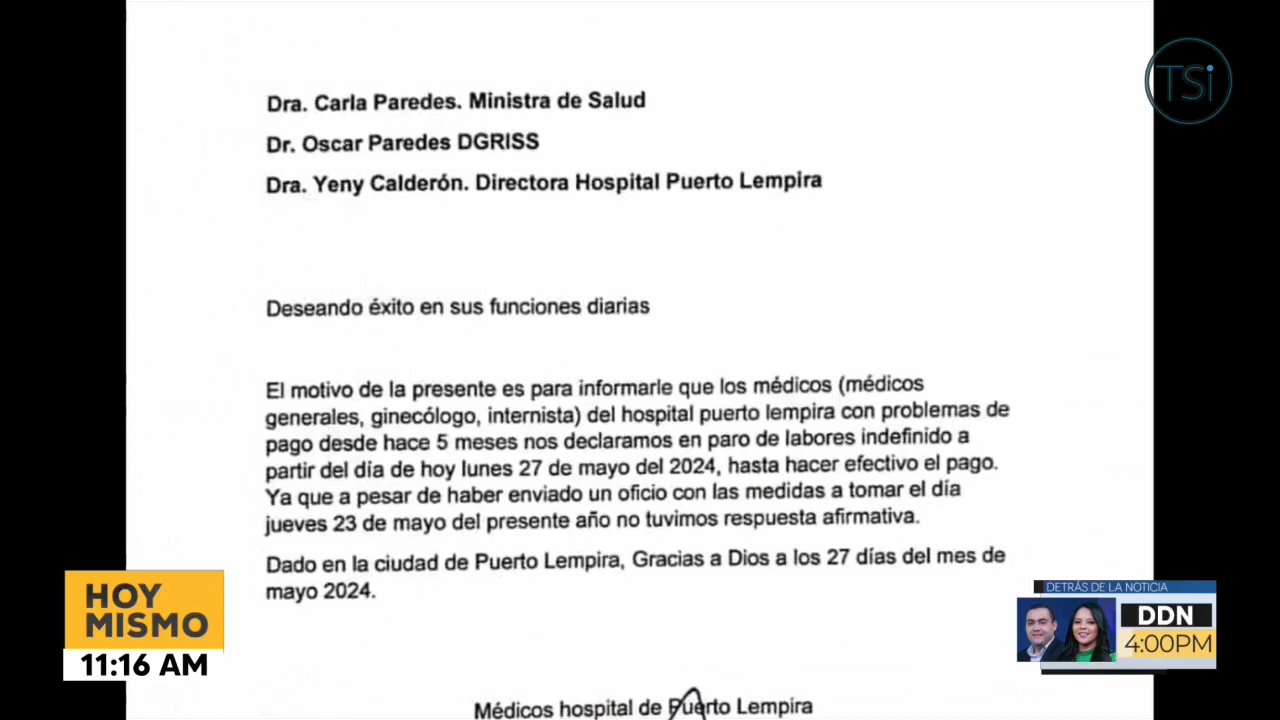 TSi
Dra. Carla Paredes. Ministra de Salud
Dr. Oscar Paredes DGRISS
Dra. Yeny Calderón. Directora Hospital Puerto Lempira
Deseando éxito en sus funciones diarias
El motivo de la presente es para informarle que los médicos (médicos
generales, ginecólogo, internista) del hospital puerto lempira con problemas de
pago desde hace 5 meses nos declaramos en paro de labores indefinido a
partir del día de hoy lunes 27 de mayo del 2024, hasta hacer efectivo el pago.
Ya que a pesar de haber enviado un oficio con las medidas a tomar el día
jueves 23 de mayo del presente año no tuvimos respuesta afirmativa.
Dado en la ciudad de Puerto Lempira, Gracias a Dios a los 27 días del mes de
mayo 2024.
Médicos hospital de Puerto Lempira
HOY
MISMO
11:16 AM
DETRÁS DE LA NOTICIA
DDN
4:00PM